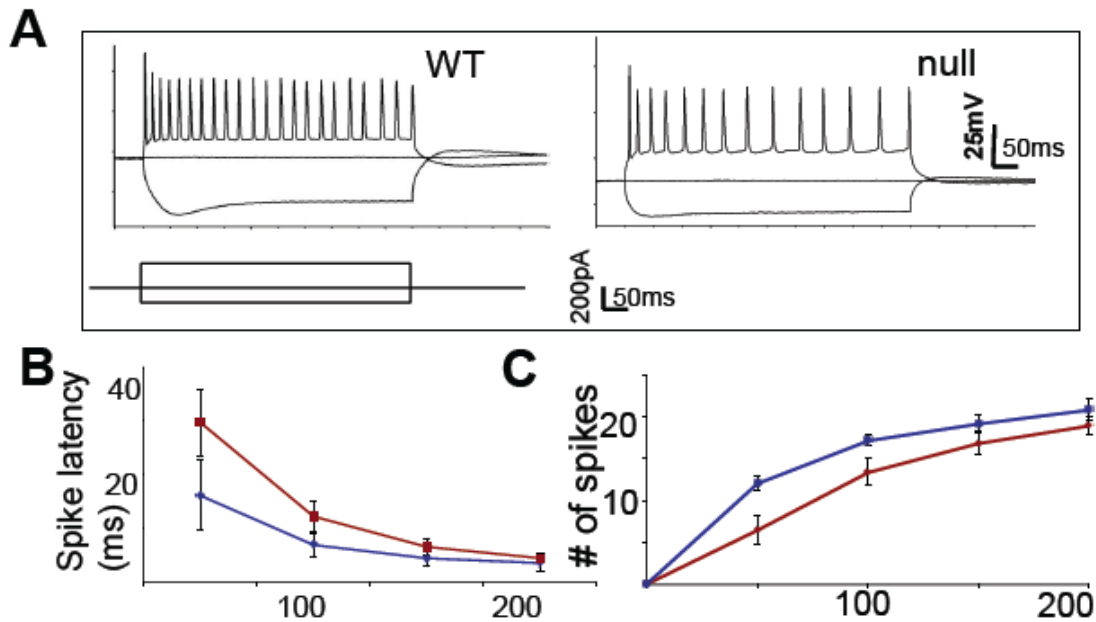 A
WT
null
25mV
50ms
200pA
50ms
B
Spike latency
(ms)
40
20
100
200
C
# of spikes
20
10
100
200